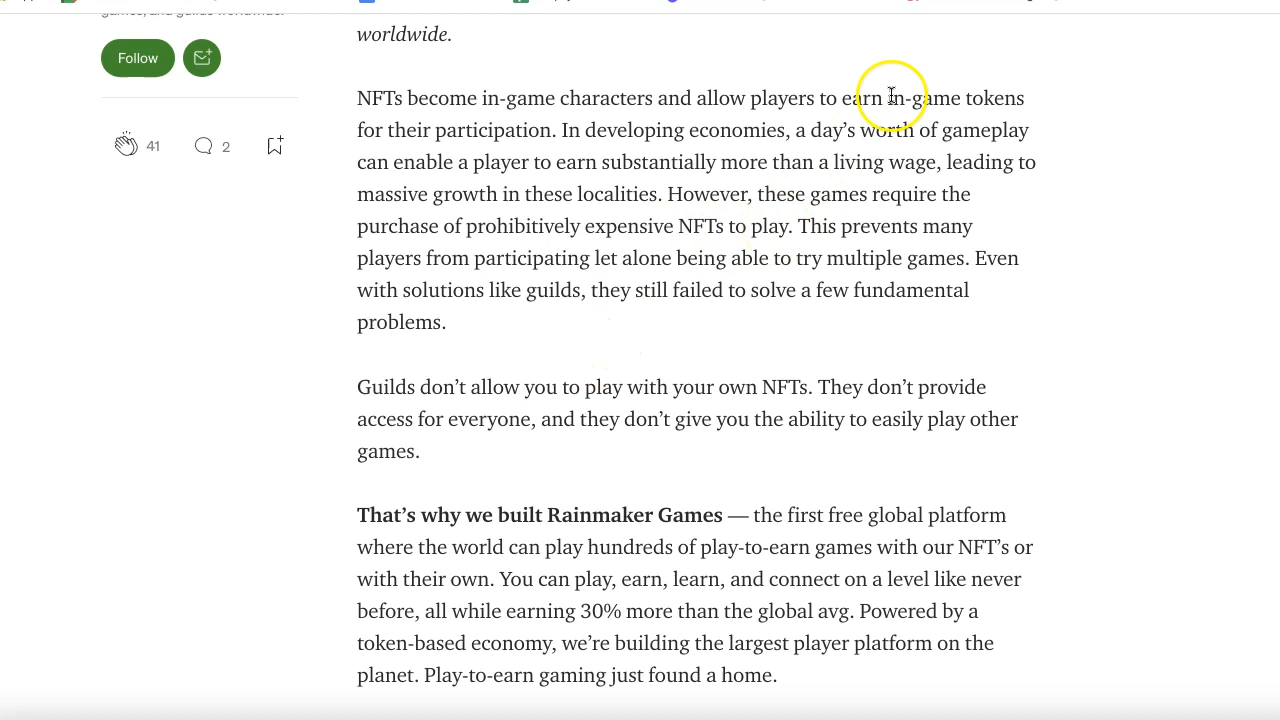 games, and guilds worldwide.
Follow
41
2
worldwide.
NFTs become in-game characters and allow players to earn in-game tokens
for their participation. In developing economies, a day’s worth of gameplay
can enable a player to earn substantially more than a living wage, leading to
massive growth in these localities. However, these games require the
purchase of prohibitively expensive NFTs to play. This prevents many
players from participating let alone being able to try multiple games. Even
with solutions like guilds, they still failed to solve a few fundamental
problems.
Guilds don’t allow you to play with your own NFTs. They don’t provide
access for everyone, and they don’t give you the ability to easily play other
games.
That’s why we built Rainmaker Games — the first free global platform
where the world can play hundreds of play-to-earn games with our NFT’s or
with their own. You can play, earn, learn, and connect on a level like never
before, all while earning 30% more than the global avg. Powered by a
token-based economy, we’re building the largest player platform on the
planet. Play-to-earn gaming just found a home.